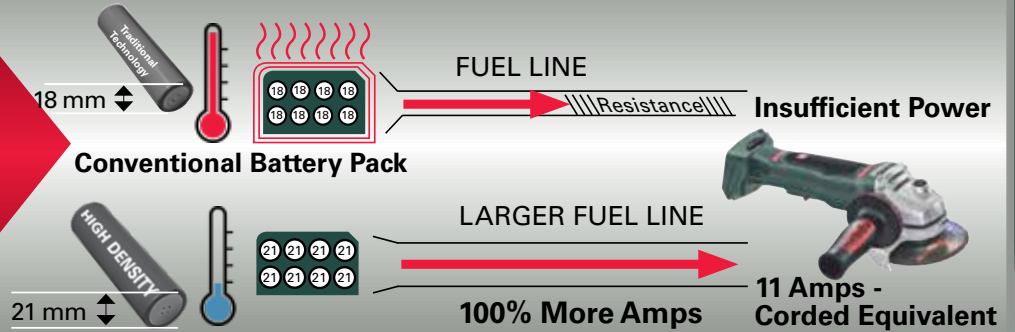 Traditional
Technology
18 mm
18 18 18 18
18 18 18 18
Conventional Battery Pack
FUEL LINE
Resistance
Insufficient Power
HIGH DENSITY
21 mm
21 21 21 21
21 21 21 21
LARGER FUEL LINE
100% More Amps
11 Amps -
Corded Equivalent